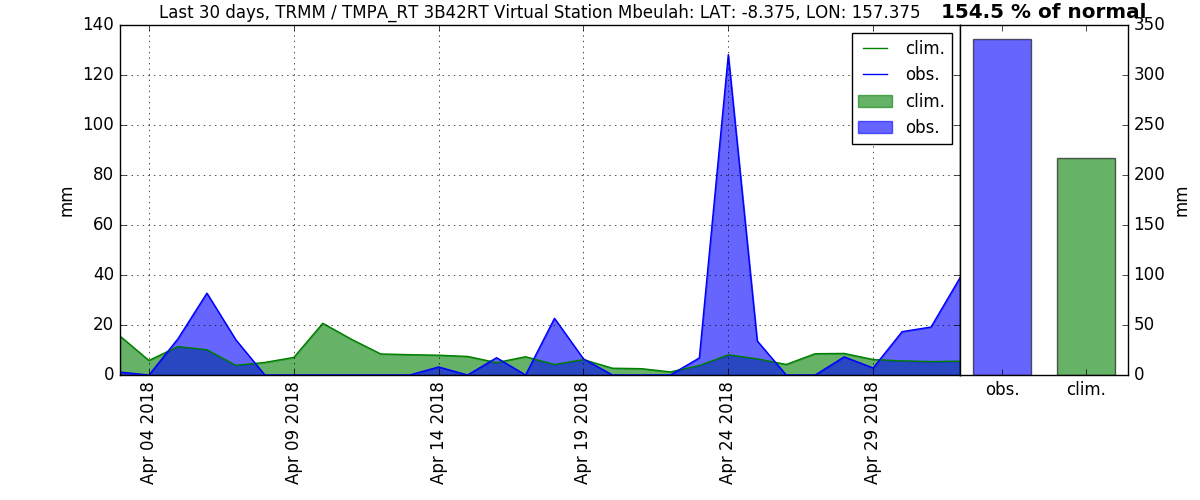 Last 30 days, TRMM / TMPA_RT 3B42RT Virtual Station Mbeulah: LAT: -8.375, LON: 157.375 154.5 % of normal
140
120
100
80
60
40
20
0
mm
clim.
obs.
clim.
obs.
Apr 04 2018
Apr 09 2018
Apr 14 2018
Apr 19 2018
Apr 24 2018
Apr 29 2018
350
300
250
200
150
100
50
0
mm
obs. clim.